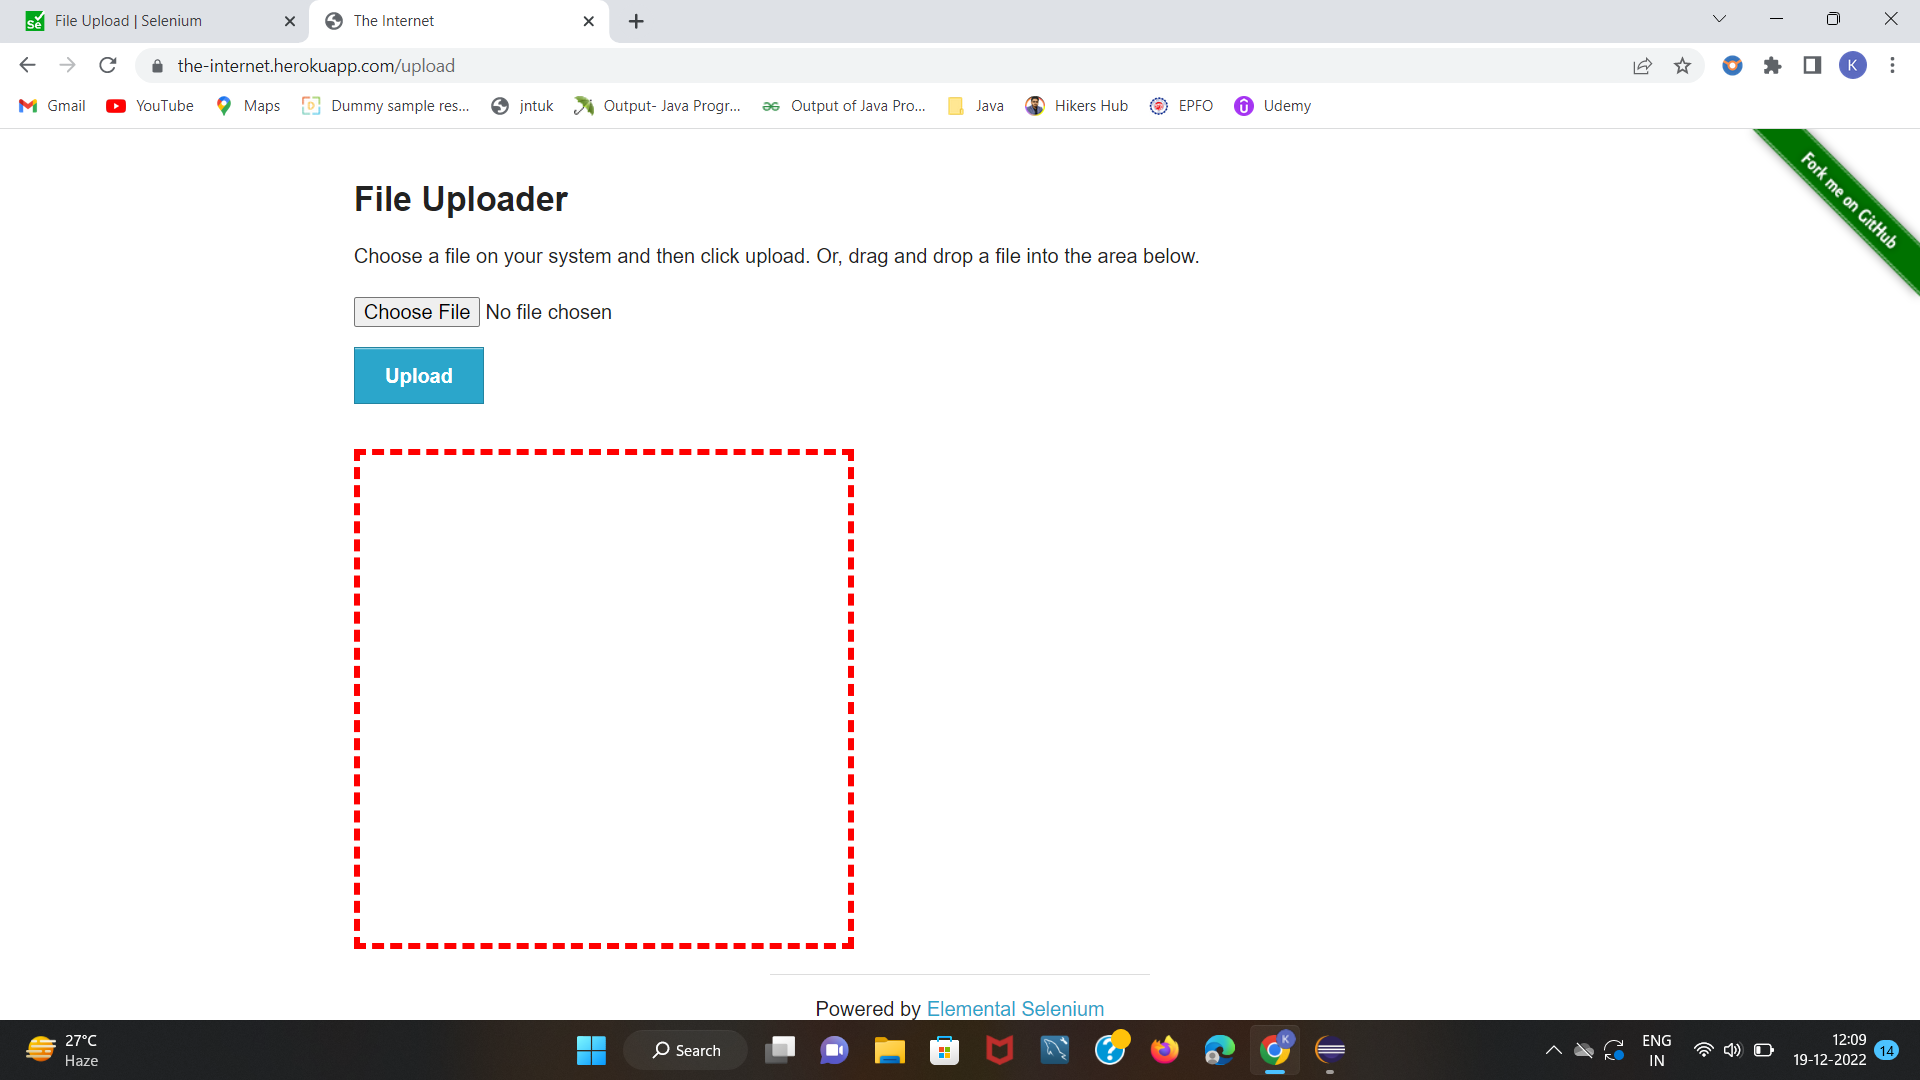 File Upload | Selenium
The Internet
the-internet.herokuapp.com/upload
K
Gmail
YouTube
Maps
Dummy sample res...
jntuk
Output- Java Progr...
Output of Java Pro...
Java
Hikers Hub
EPFO
Udemy
Fork me on GitHub
File Uploader
Choose a file on your system and then click upload. Or, drag and drop a file into the area below.
Choose File No file chosen
Upload
Powered by Elemental Selenium
27°C
Haze
Search
K
ENG
IN
12:09
19-12-2022
14